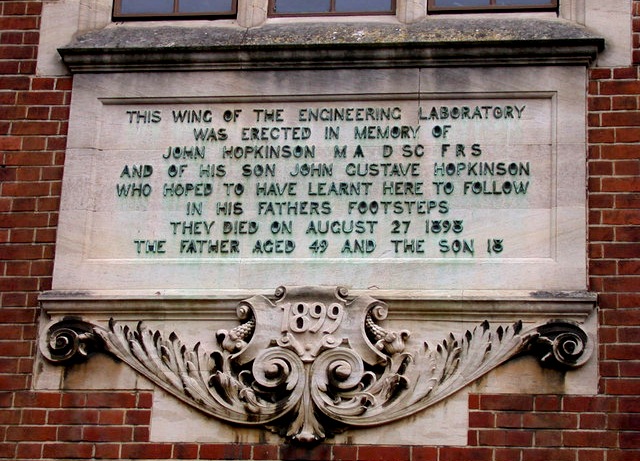 THIS WING OF THE ENGINEERING LABORATORY
WAS ERECTED IN MEMORY OF
JOHN HOPKINSON M A D SC F R S
AND OF HIS SON JOHN GUSTAVE HOPKINSON
WHO HOPED TO HAVE LEARNT HERE TO FOLLOW
IN HIS FATHERS FOOTSTEPS
THEY DIED ON AUGUST 27 1898
THE FATHER AGED 49 AND THE SON 18
1899